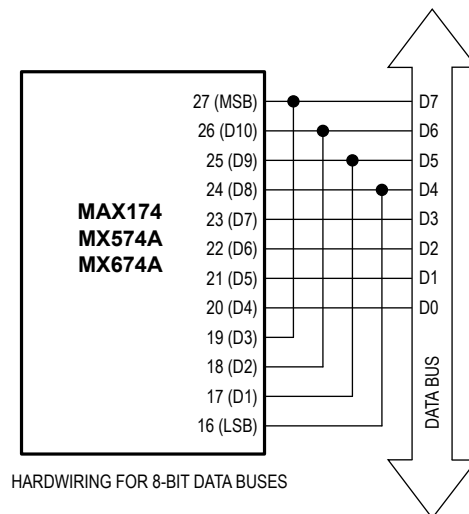 27 (MSB) D7
26 (D10) D6
25 (D9) D5
24 (D8) D4
23 (D7) D3
22 (D6) D2
21 (D5) D1
20 (D4) D0
19 (D3)
18 (D2)
17 (D1)
16 (LSB)
MAX174
MX574A
MX674A
DATA BUS
HARDWIRING FOR 8-BIT DATA BUSES